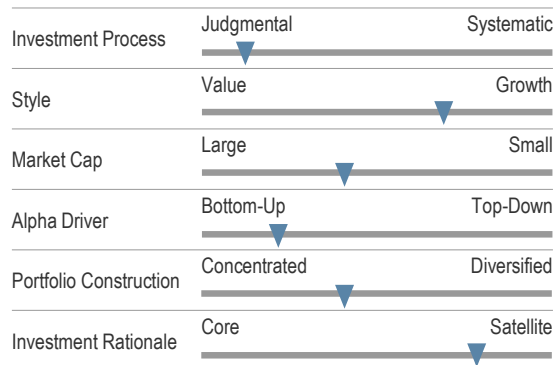 Judgmental Systematic
Investment Process
Value Growth
Style
Large Small
Market Cap
Bottom-Up Top-Down
Alpha Driver
Concentrated Diversified
Portfolio Construction
Core Satellite
Investment Rationale